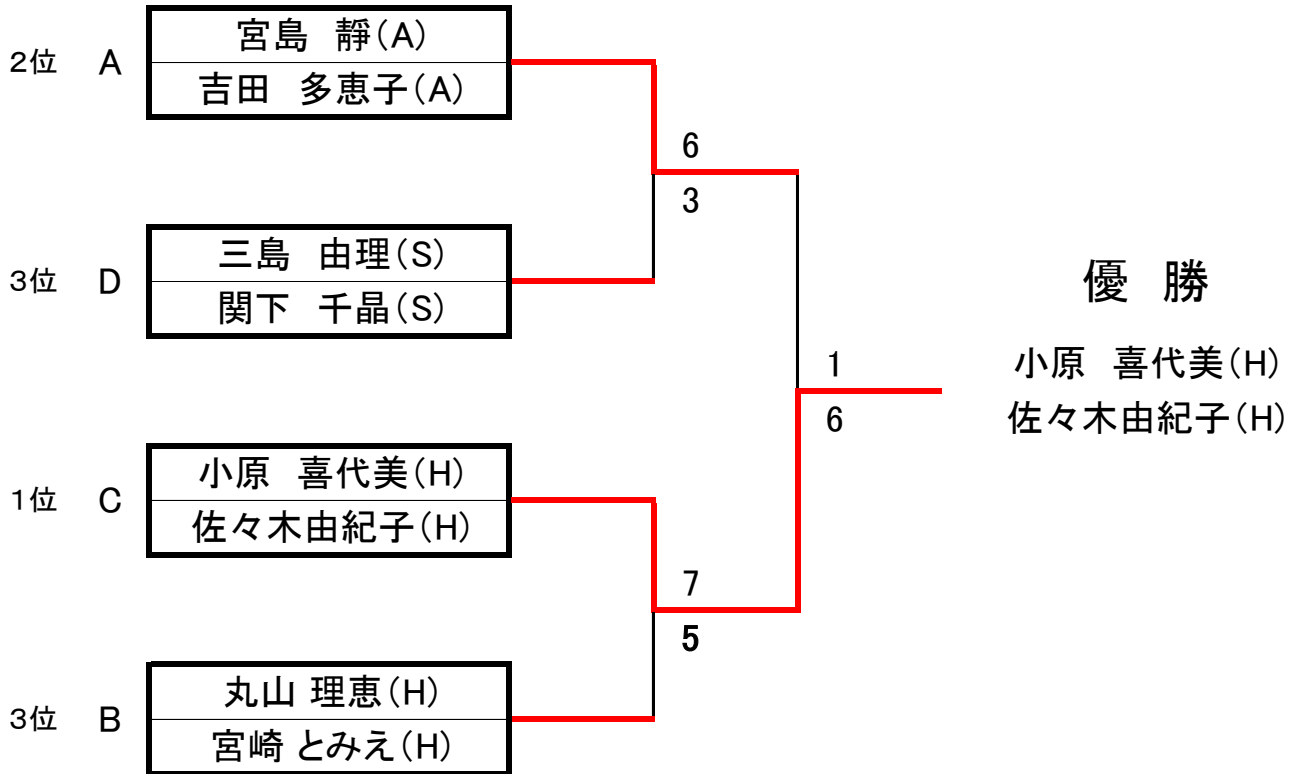 宮島　靜(A)
2位　A
吉田　多恵子(A)
6
3
三島　由理(S)
3位　D
関下　千晶(S)
優 勝
1
小原　喜代美(H)
6
佐々木由紀子(H)
小原　喜代美(H)
1位　C
佐々木由紀子(H)
7
5
丸山 理恵(H)
3位　B
宮崎 とみえ(H)